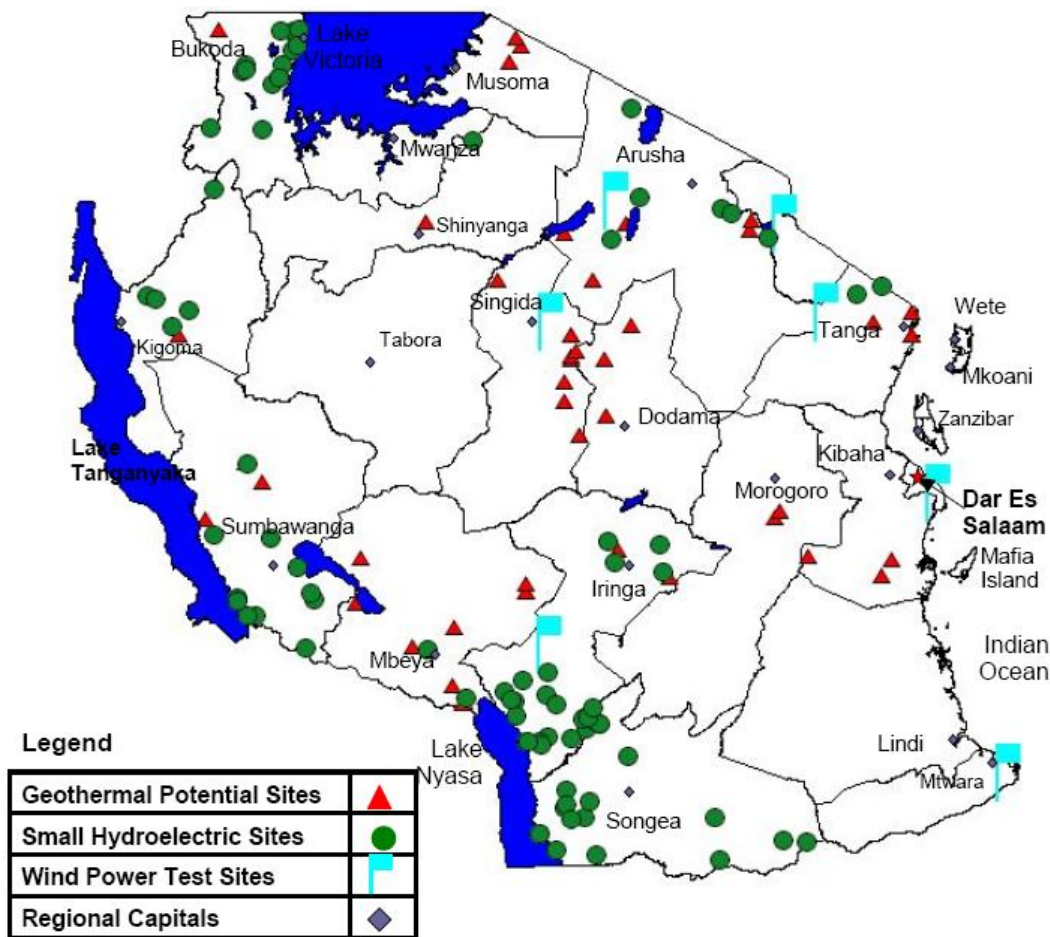 Bukoda
Lake
Victoria
Musoma
Mwanza
Arusha
Shinyanga
Singida
Wete
Tanga
Tabora
Kigoma
Mkoani
Dodama
Zanzibar
Lake
Tanganyaka
Kibaha
Morogoro
Dar Es
Salaam
Sumbawanga
Mafia
Island
Iringa
Mbeya
Indian
Ocean
Lake
Nyasa
Lindi
Mtwara
Songea
Legend
Geothermal Potential Sites
Small Hydroelectric Sites
Wind Power Test Sites
Regional Capitals